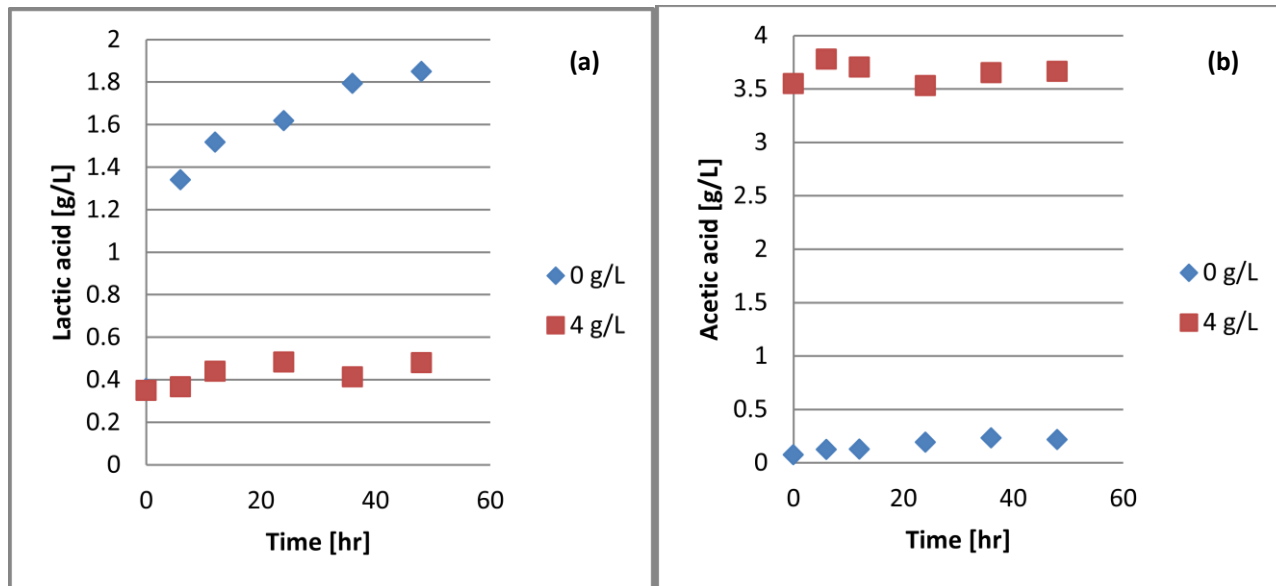 (a)
Lactic acid [g/L]
2
1.8
1.6
1.4
1.2
1
0.8
0.6
0.4
0.2
0
0 20 40 60
Time [hr]
0 g/L
4 g/L
(b)
Acetic acid [g/L]
4
3.5
3
2.5
2
1.5
1
0.5
0
0 20 40 60
Time [hr]
0 g/L
4 g/L